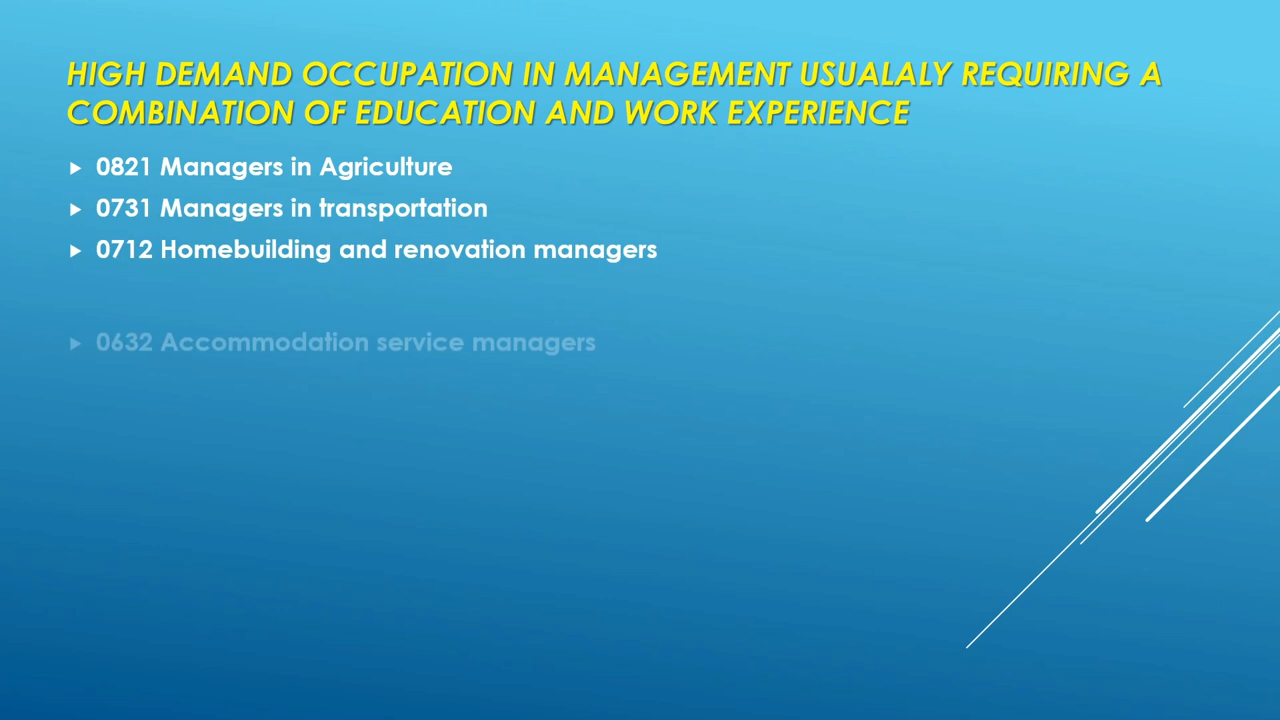 HIGH DEMAND OCCUPATION IN MANAGEMENT USUALALY REQUIRING A
COMBINATION OF EDUCATION AND WORK EXPERIENCE
0821 Managers in Agriculture
0731 Managers in transportation
0712 Homebuilding and renovation managers
0632 Accommodation service managers